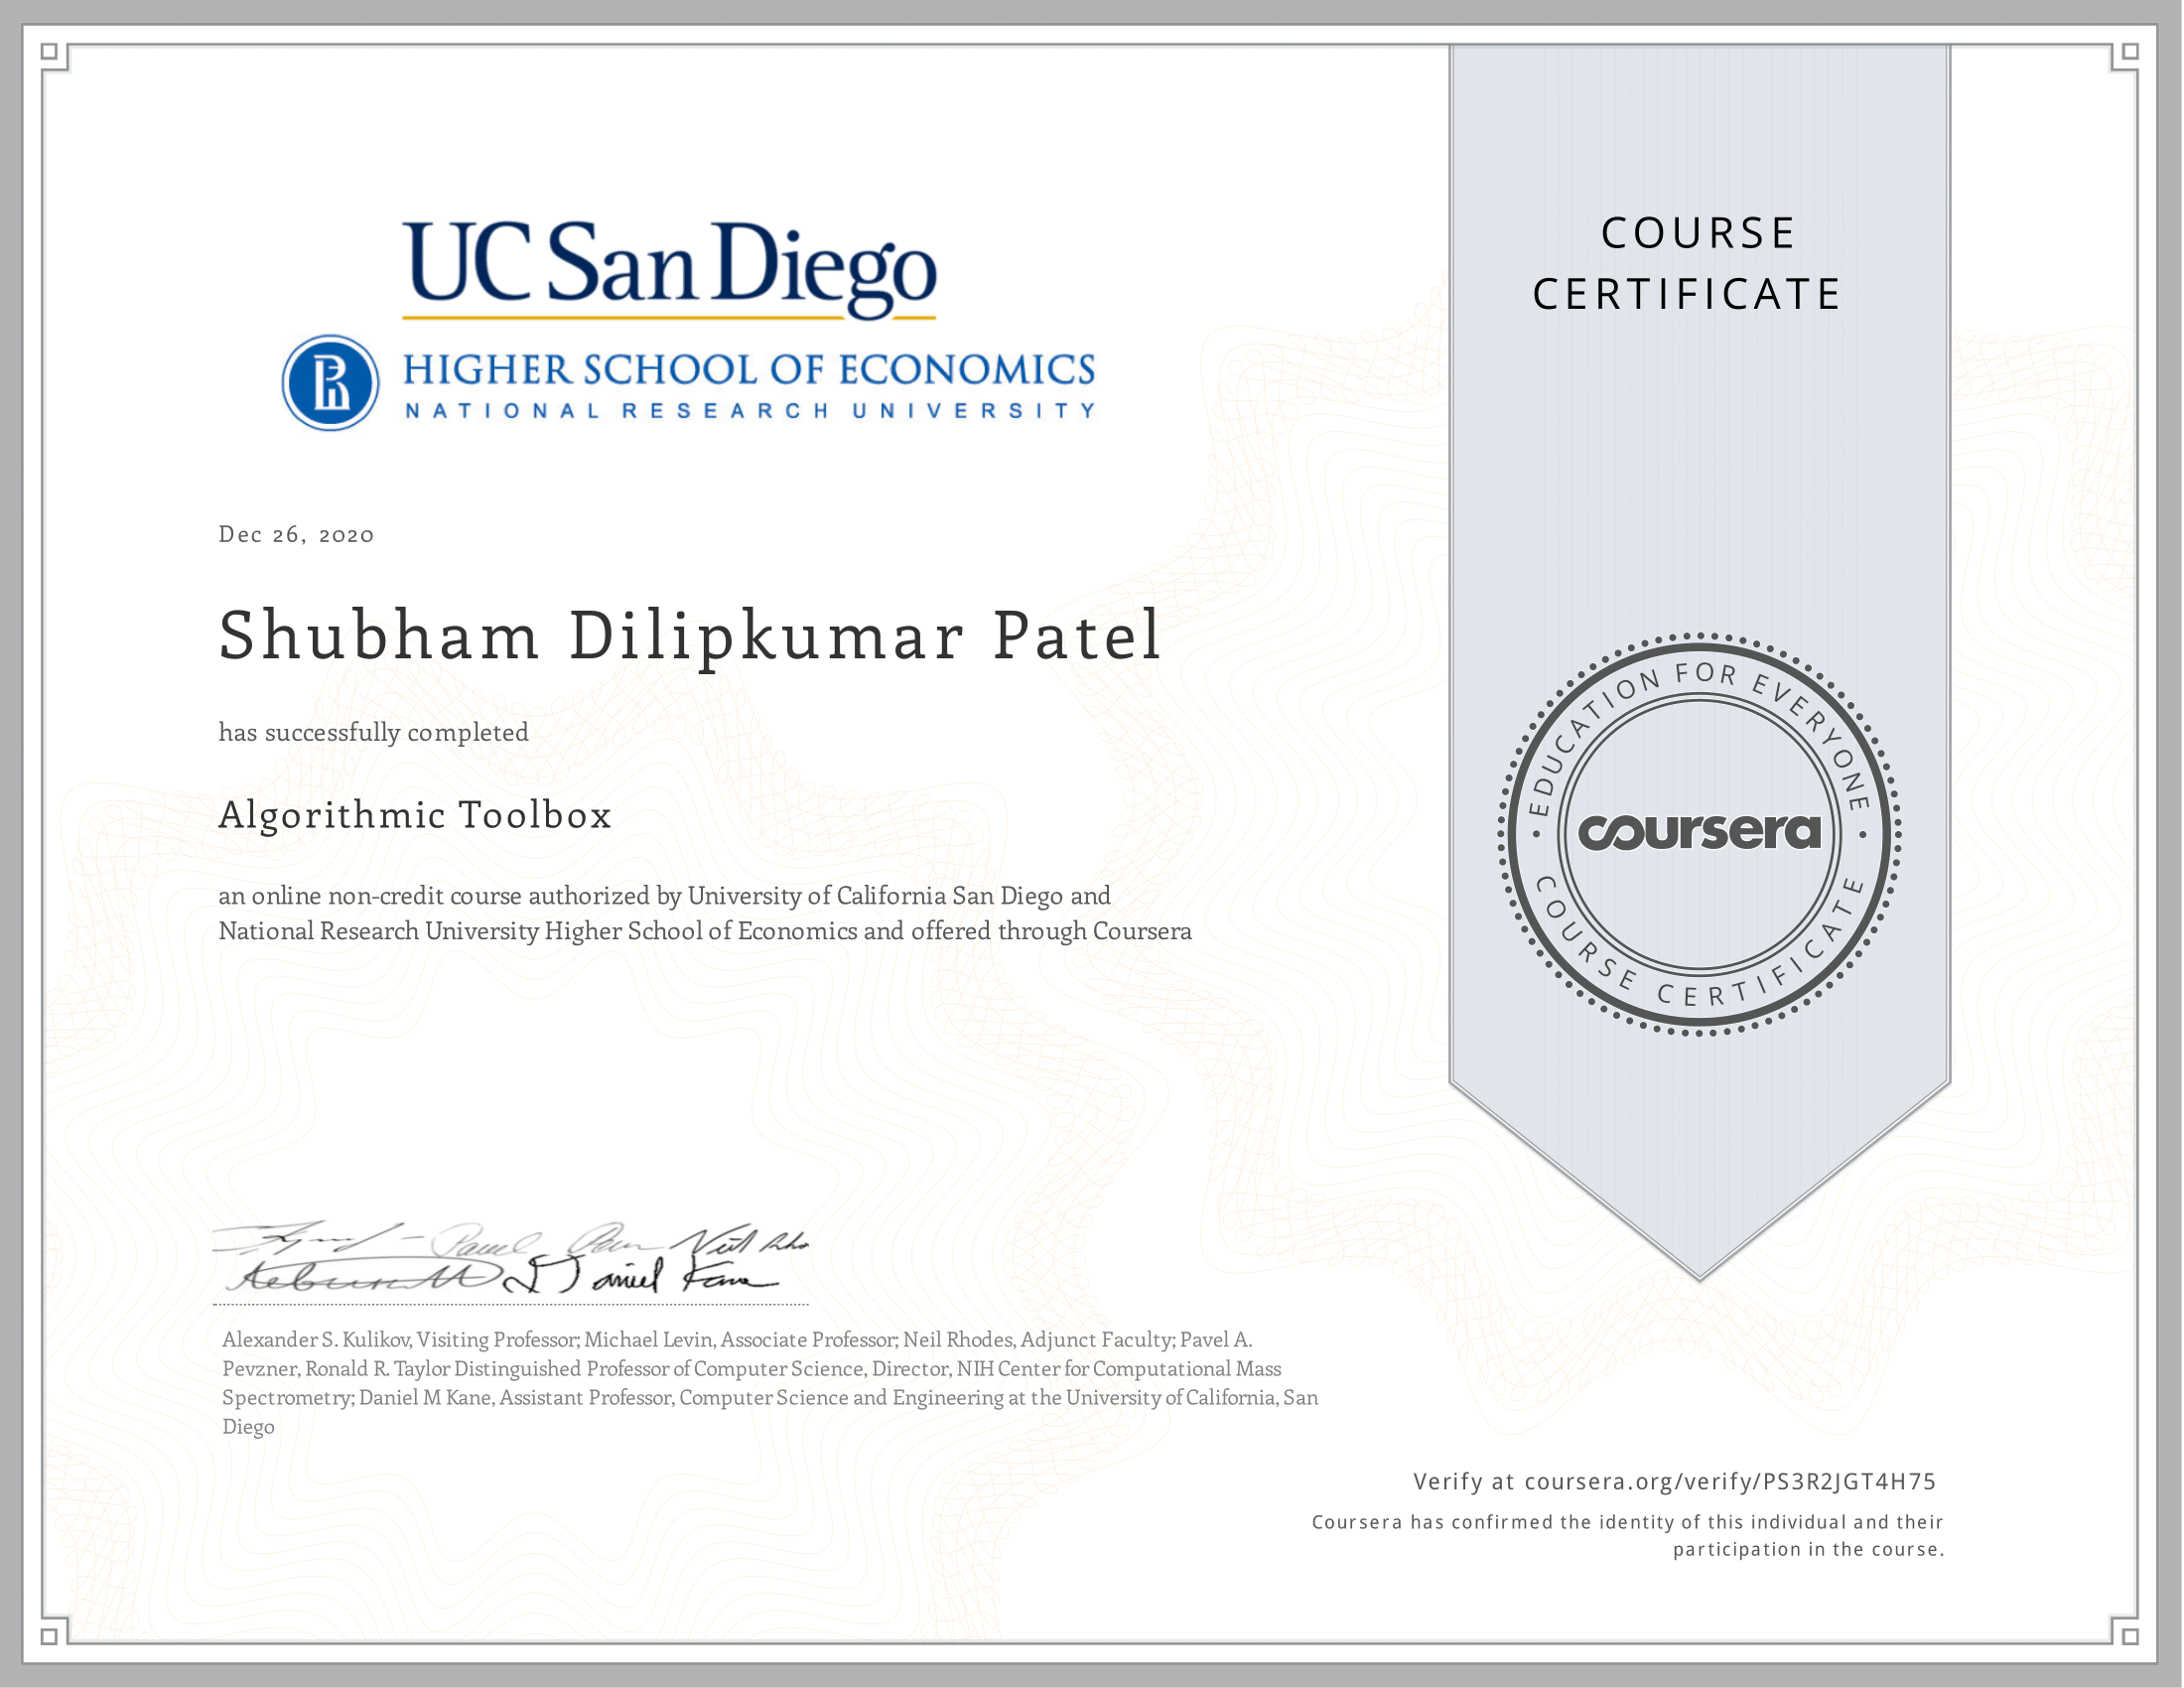 UC San Diego
HIGHER SCHOOL OF ECONOMICS
NATIONAL RESEARCH UNIVERSITY
Dec 26, 2020
Shubham Dilipkumar Patel
has successfully completed
Algorithmic Toolbox
an online non-credit course authorized by University of California San Diego and
National Research University Higher School of Economics and offered through Coursera
COURSE
CERTIFICATE
EDUCATION FOR EVERYONE
coursera
COURSE CERTIFICATE
Daniel Kane
Alexander S. Kulikov, Visiting Professor; Michael Levin, Associate Professor; Neil Rhodes, Adjunct Faculty; Pavel A.
Pevzner, Ronald R. Taylor Distinguished Professor of Computer Science, Director, NIH Center for Computational Mass
Spectrometry; Daniel M Kane, Assistant Professor, Computer Science and Engineering at the University of California, San
Diego
Verify at coursera.org/verify/PS3R2JGT4H75
Coursera has confirmed the identity of this individual and their
participation in the course.